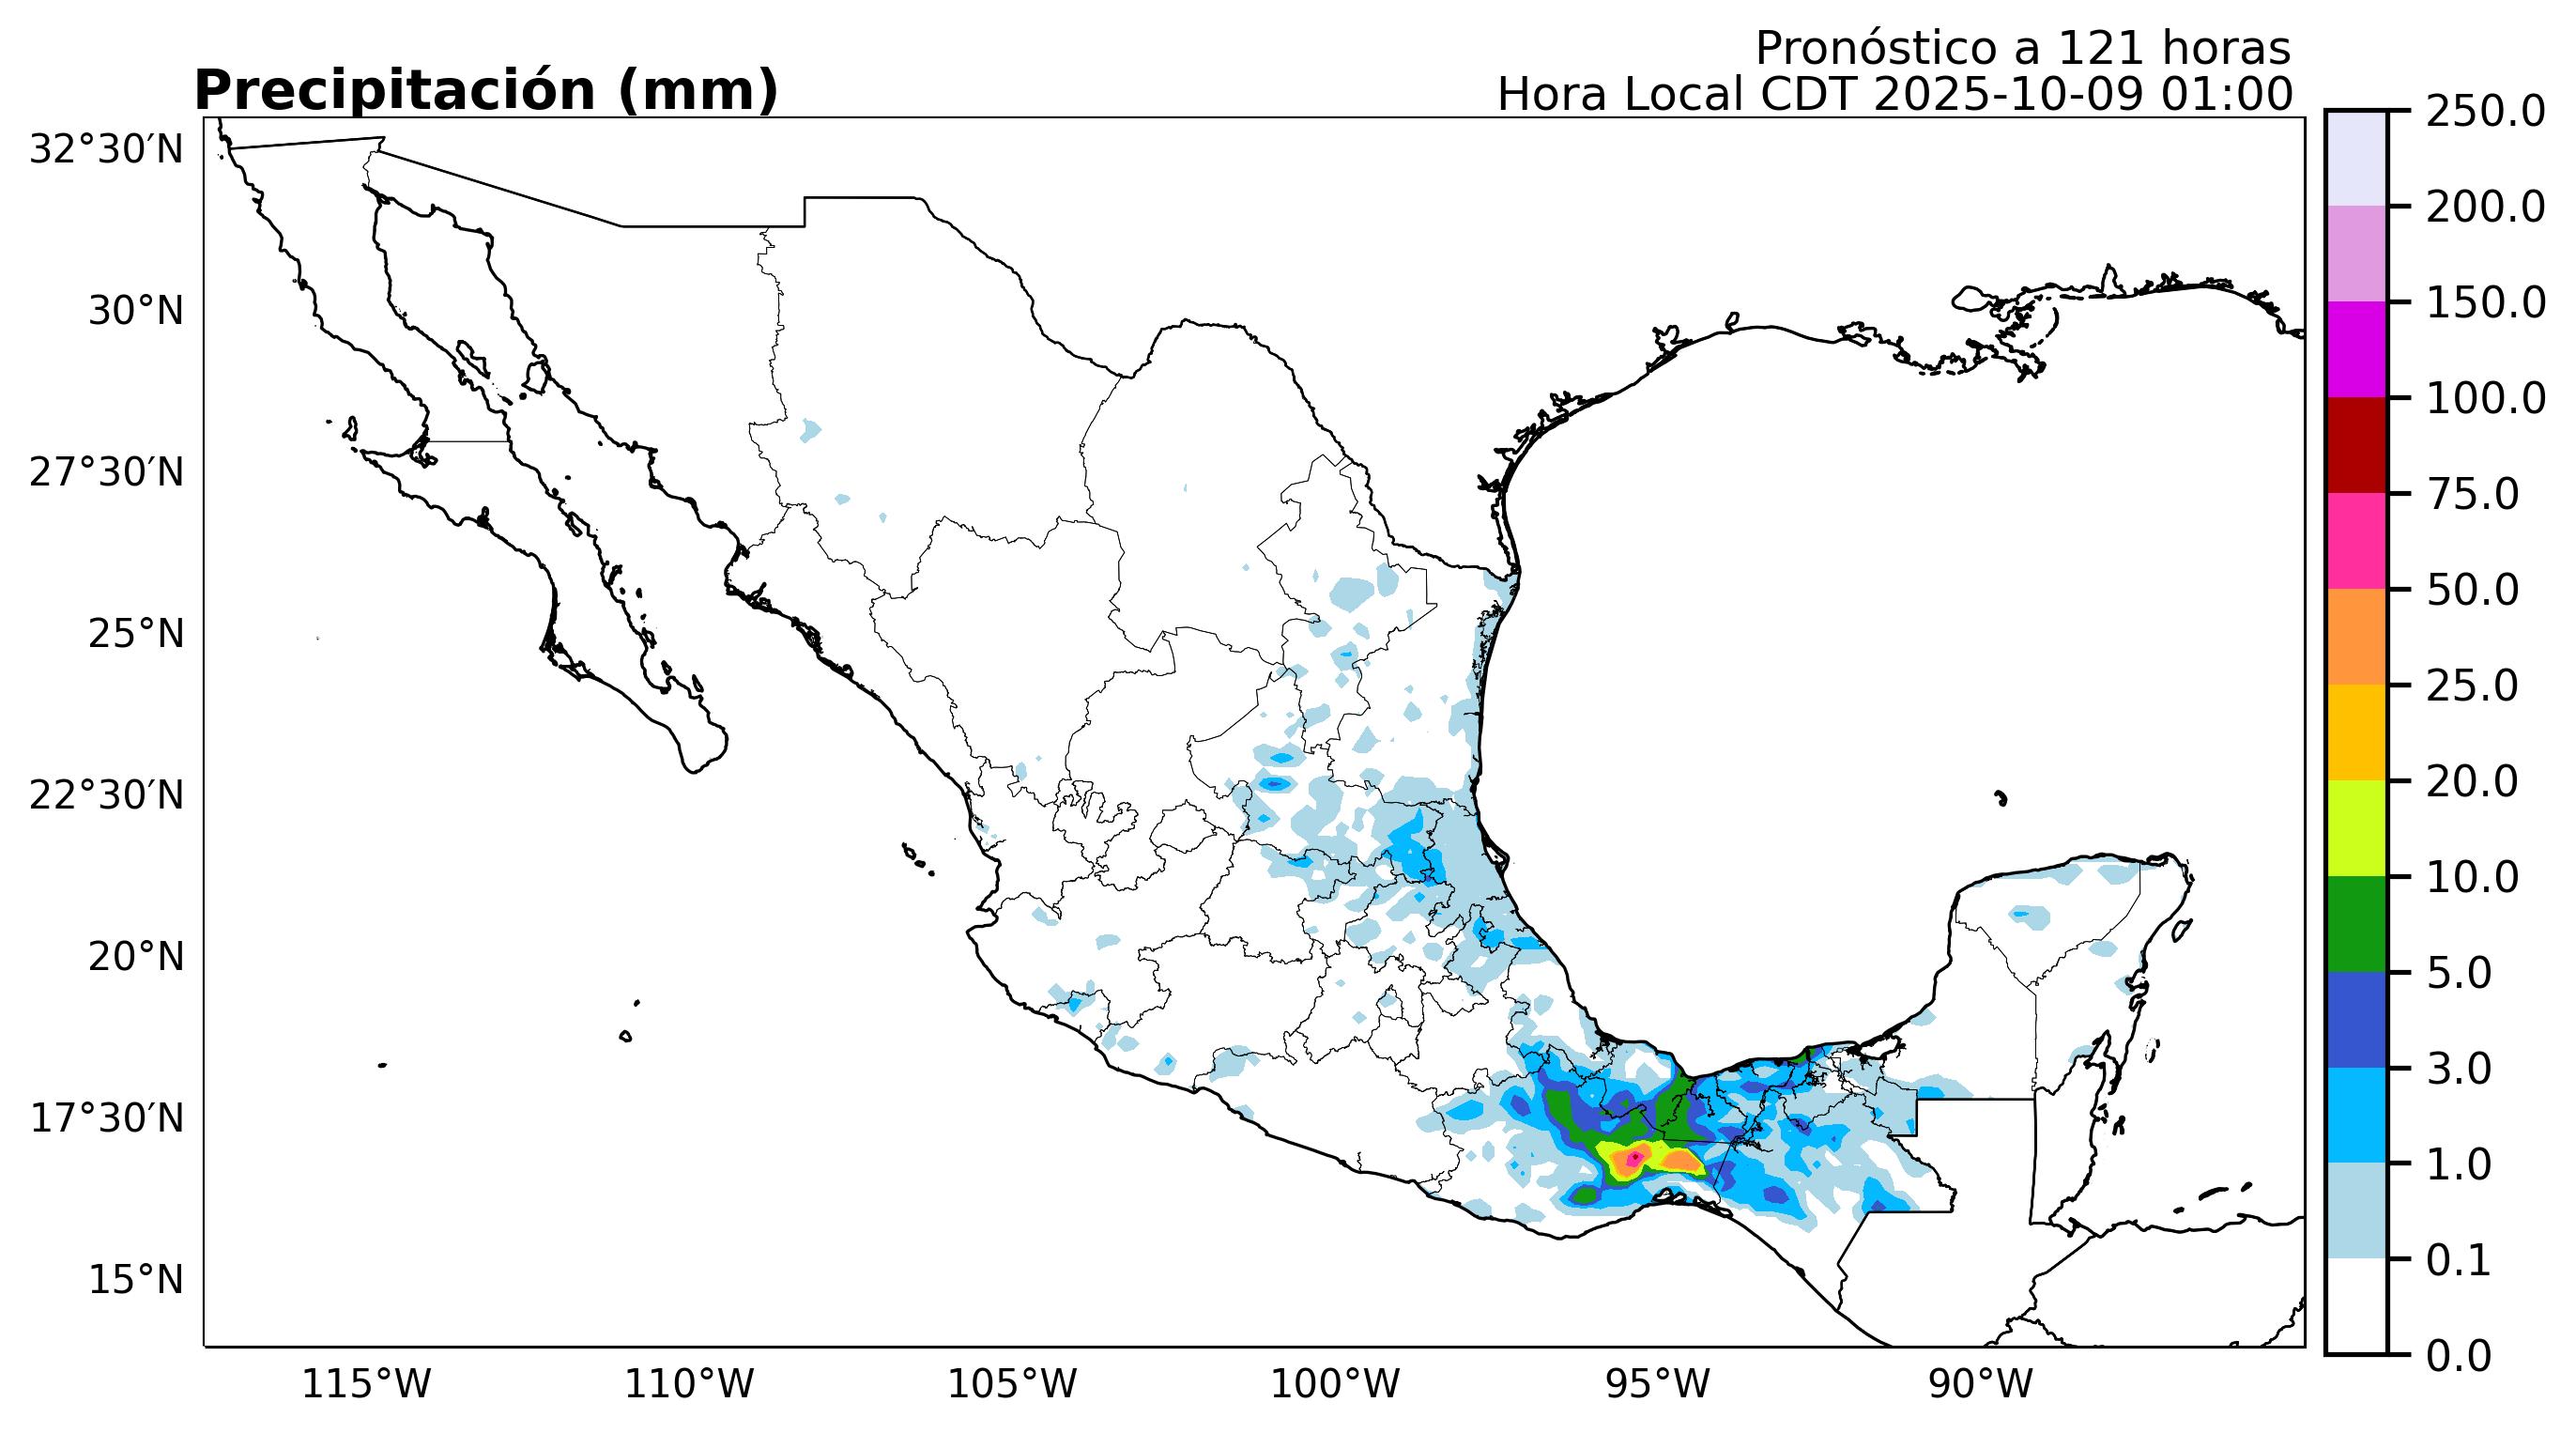 Pronóstico a 121 horas
Precipitación (mm)
Hora Local CDT 2025-10-09 01:00
32°30′N
30°N
27°30′N
25°N
22°30′N
20°N
17°30′N
15°N
115°W
110°W
105°W
100°W
95°W
90°W
250.0
200.0
150.0
100.0
75.0
50.0
25.0
20.0
10.0
5.0
3.0
1.0
0.1
0.0